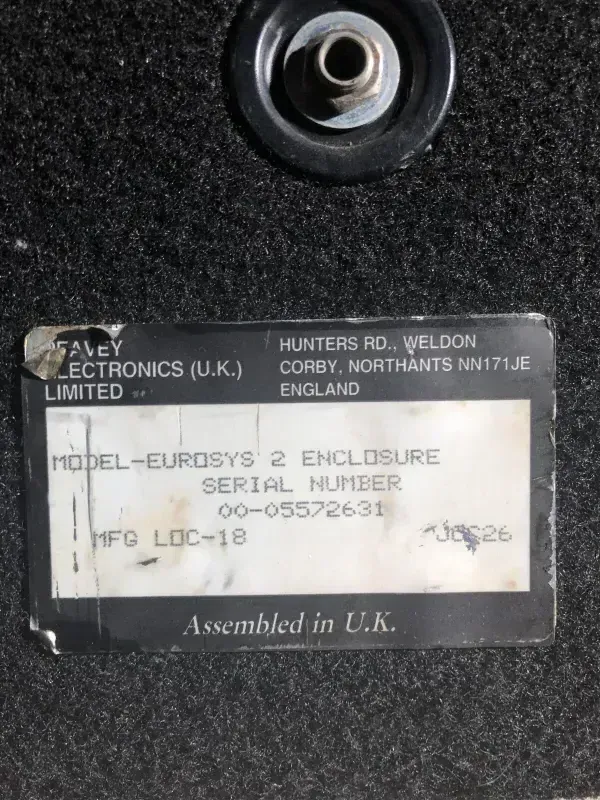 PEAVEY
ELECTRONICS (U.K.)
LIMITED
HUNTERS RD., WELDON
CORBY, NORTHANTS NN171JE
ENGLAND
MODEL-EUROSYS 2 ENCLOSURE
SERIAL NUMBER
00-05572631
MFG LOC-18
Assembled in U.K.